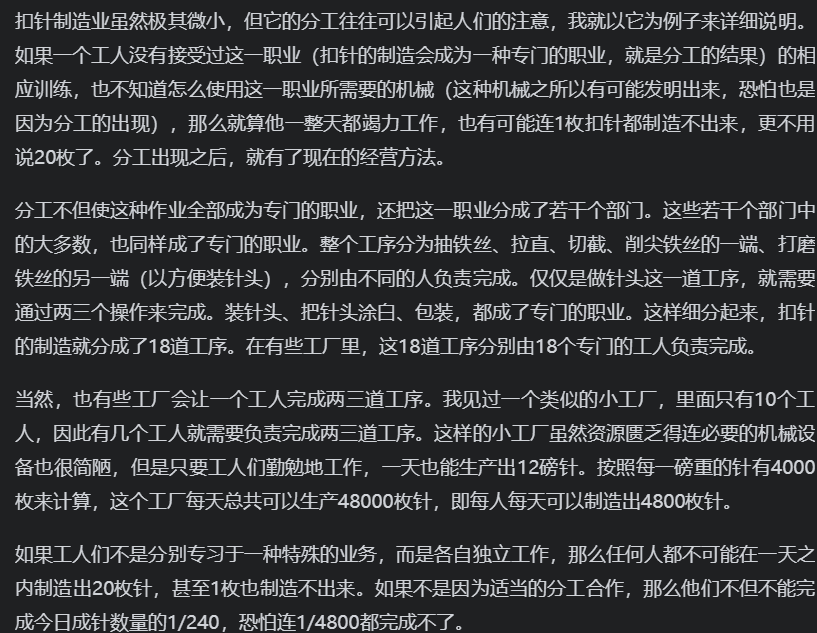 扣针制造业虽然极其微小，但它的分工往往可以引起人们的注意，我就以它为例子来详细说明。
如果一个工人没有接受过这一职业（扣针的制造会成为一种专门的职业，就是分工的结果）的相
应训练，也不知道怎么使用这一职业所需要的机械（这种机械之所以有可能发明出来，恐怕也是
因为分工的出现），那么就算他一整天都竭力工作，也有可能连1枚扣针都制造不出来，更不用
说20枚了。分工出现之后，就有了现在的经营方法。
分工不但使这种作业全部成为专门的职业，还把这一职业分成了若干个部门。这些若干个部门中
的大多数，也同样成了专门的职业。整个工序分为抽铁丝、拉直、切截、削尖铁丝的一端、打磨
铁丝的另一端（以方便装针头），分别由不同的人负责完成。仅仅是做针头这一道工序，就需要
通过两三个操作来完成。装针头、把针头涂白、包装，都成了专门的职业。这样细分起来，扣针
的制造就分成了18道工序。在有些工厂里，这18道工序分别由18个专门的工人负责完成。
当然，也有些工厂会让一个工人完成两三道工序。我见过一个类似的小工厂，里面只有10个工
人，因此有几个工人就需要负责完成两三道工序。这样的小工厂虽然资源匮乏得连必要的机械设
备也很简陋，但是只要工人们勤勉地工作，一天也能生产出12磅针。按照每一磅重的针有4000
枚来计算，这个工厂每天总共可以生产48000枚针，即每人每天可以制造出4800枚针。
如果工人们不是分别专习于一种特殊的业务，而是各自独立工作，那么任何人都不可能在一天之
内制造出20枚针，甚至1枚也制造不出来。如果不是因为适当的分工合作，那么他们不但不能完
成今日成针数量的1/240，恐怕连1/4800都完成不了。